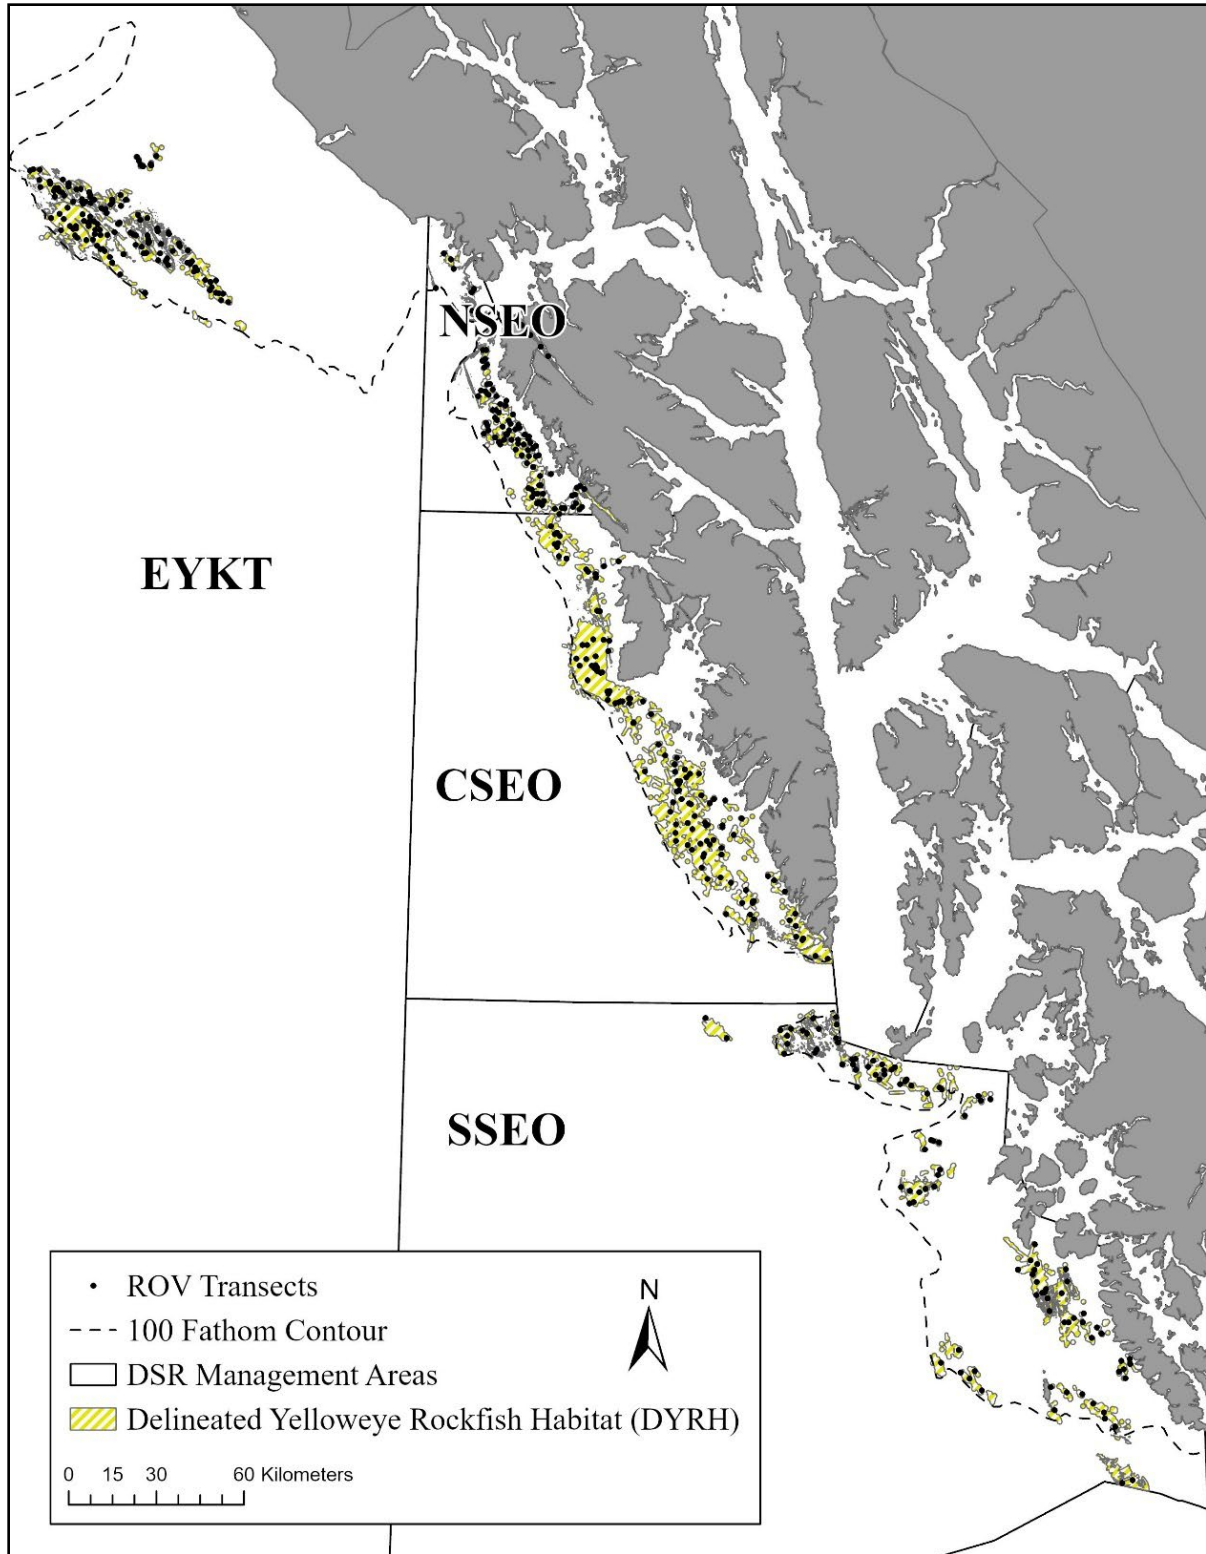 NSEO
EYKT
CSEO
SSEO
ROV Transects
100 Fathom Contour
DSR Management Areas
Delineated Yelloweye Rockfish Habitat (DYRH)
0 15 30 60 Kilometers
N